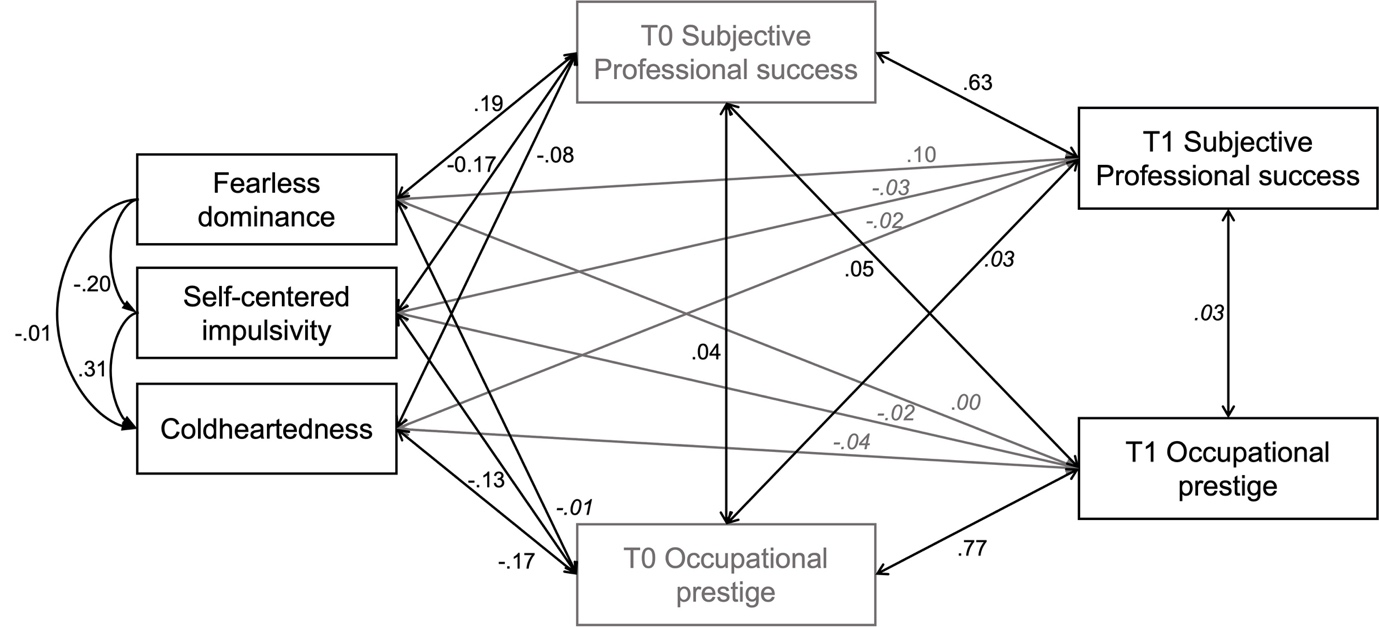 T0 Subjective
Professional success
.63
.19
-0.17
-.08
.10
-.03
-.02
T1 Subjective
Professional success
Fearless
dominance
-.20
-.01
Self-centered
impulsivity
.31
Coldheartedness
.05
.03
.04
.03
.00
-.02
-.04
-.13
-.01
-.17
T1 Occupational
prestige
.77
T0 Occupational
prestige